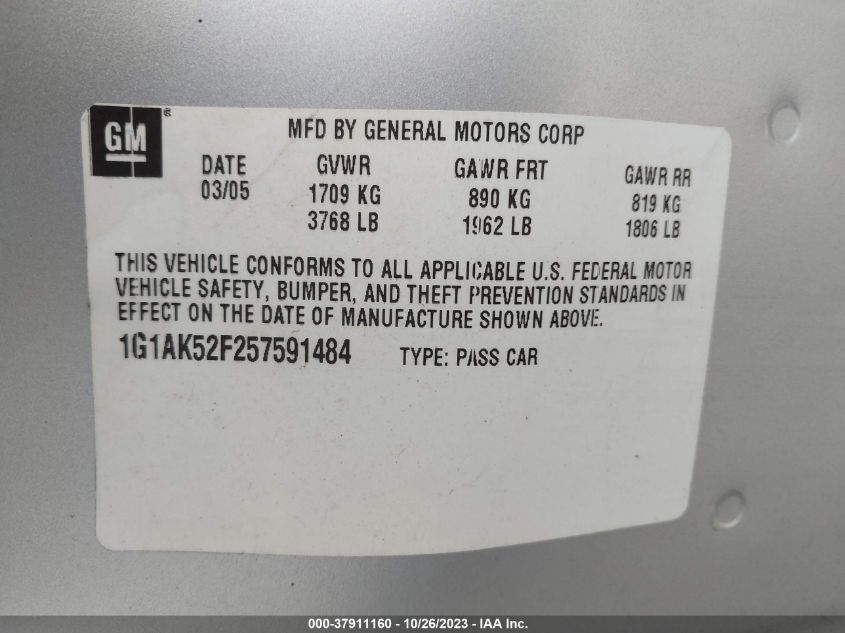 GM ®
MFD BY GENERAL MOTORS CORP
DATE GVWR GAWR FRT GAWR RR
03/05 1709 KG 890 KG 819 KG
3768 LB 1962 LB 1806 LB
THIS VEHICLE CONFORMS TO ALL APPLICABLE U.S. FEDERAL MOTOR
VEHICLE SAFETY, BUMPER, AND THEFT PREVENTION STANDARDS IN
EFFECT ON THE DATE OF MANUFACTURE SHOWN ABOVE.
1G1AK52F257591484 TYPE: PASS CAR
000-37911160 - 10/26/2023 - IAA Inc.